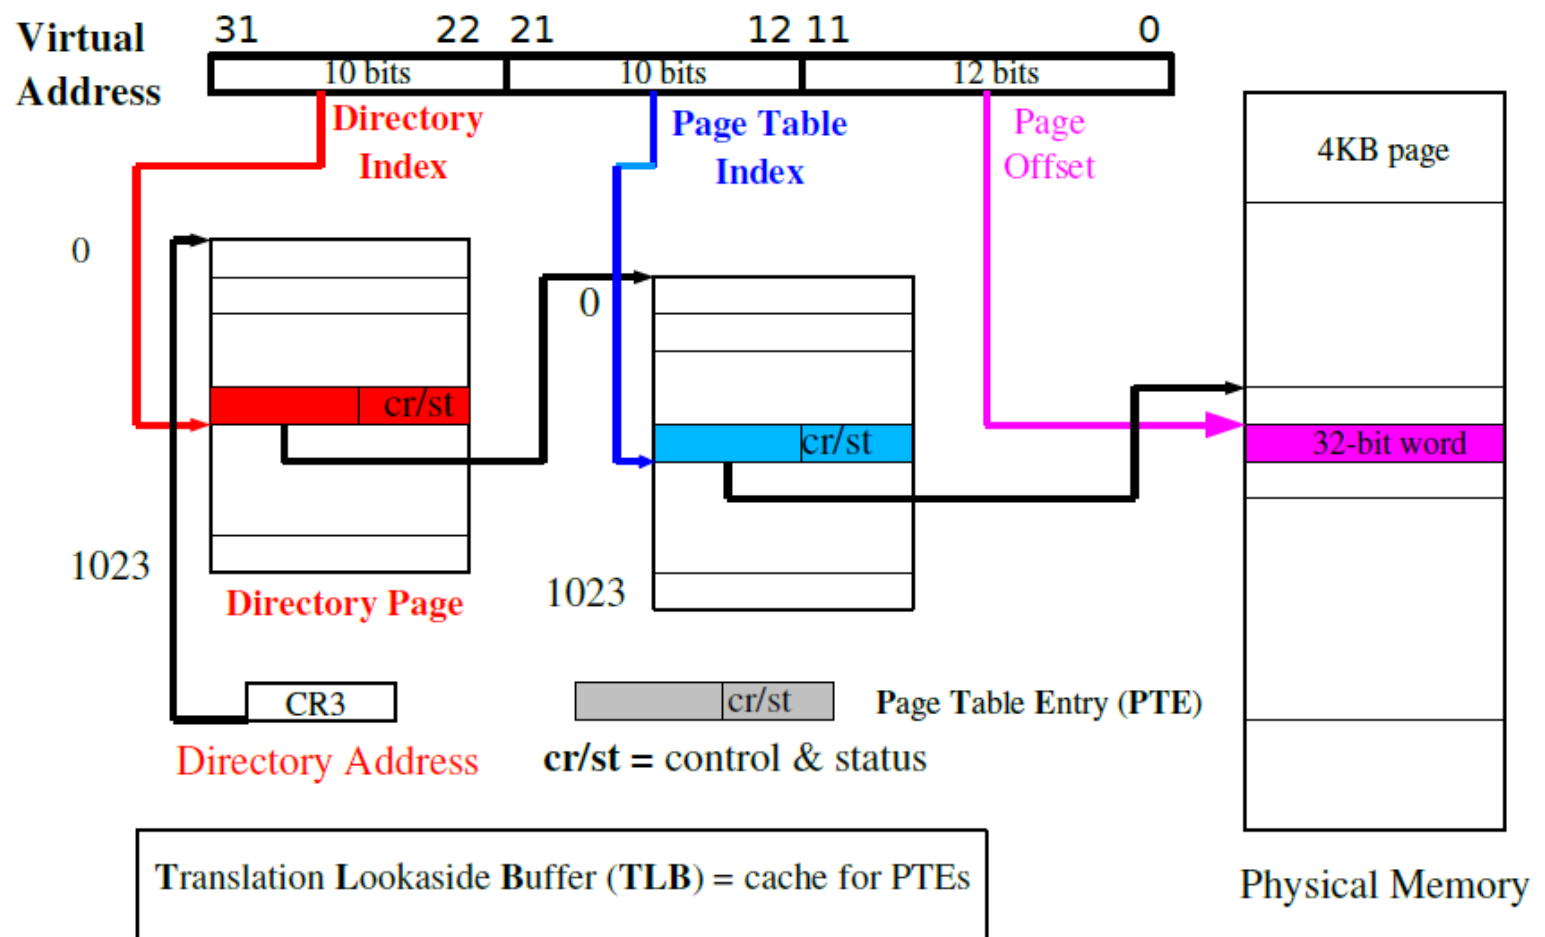 31 22 21 12 11 0
Virtual
Address
10 bits 10 bits 12 bits
Directory
Index
Page Table
Index
Page
Offset
4KB page
0
0
cr/st
cr/st
32-bit word
1023
1023
Directory Page
CR3
Directory Address
cr/st
Page Table Entry (PTE)
cr/st = control & status
Translation Lookaside Buffer (TLB) = cache for PTEs
Physical Memory